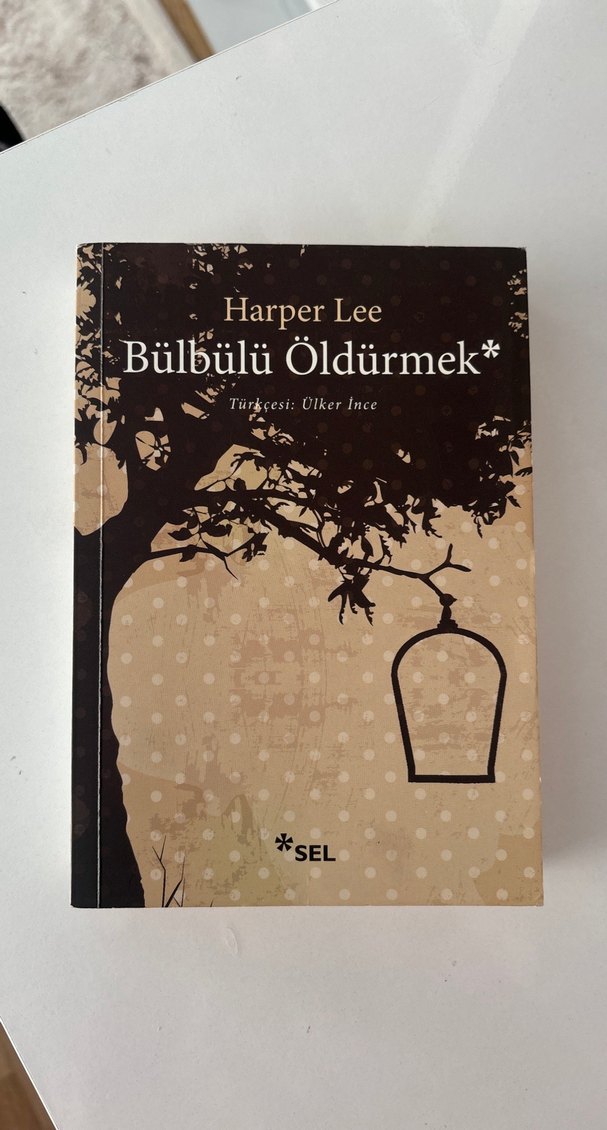 Harper Lee
Bülbülü Öldürmek*
Türkçesi: Ülker İnce
*SEL